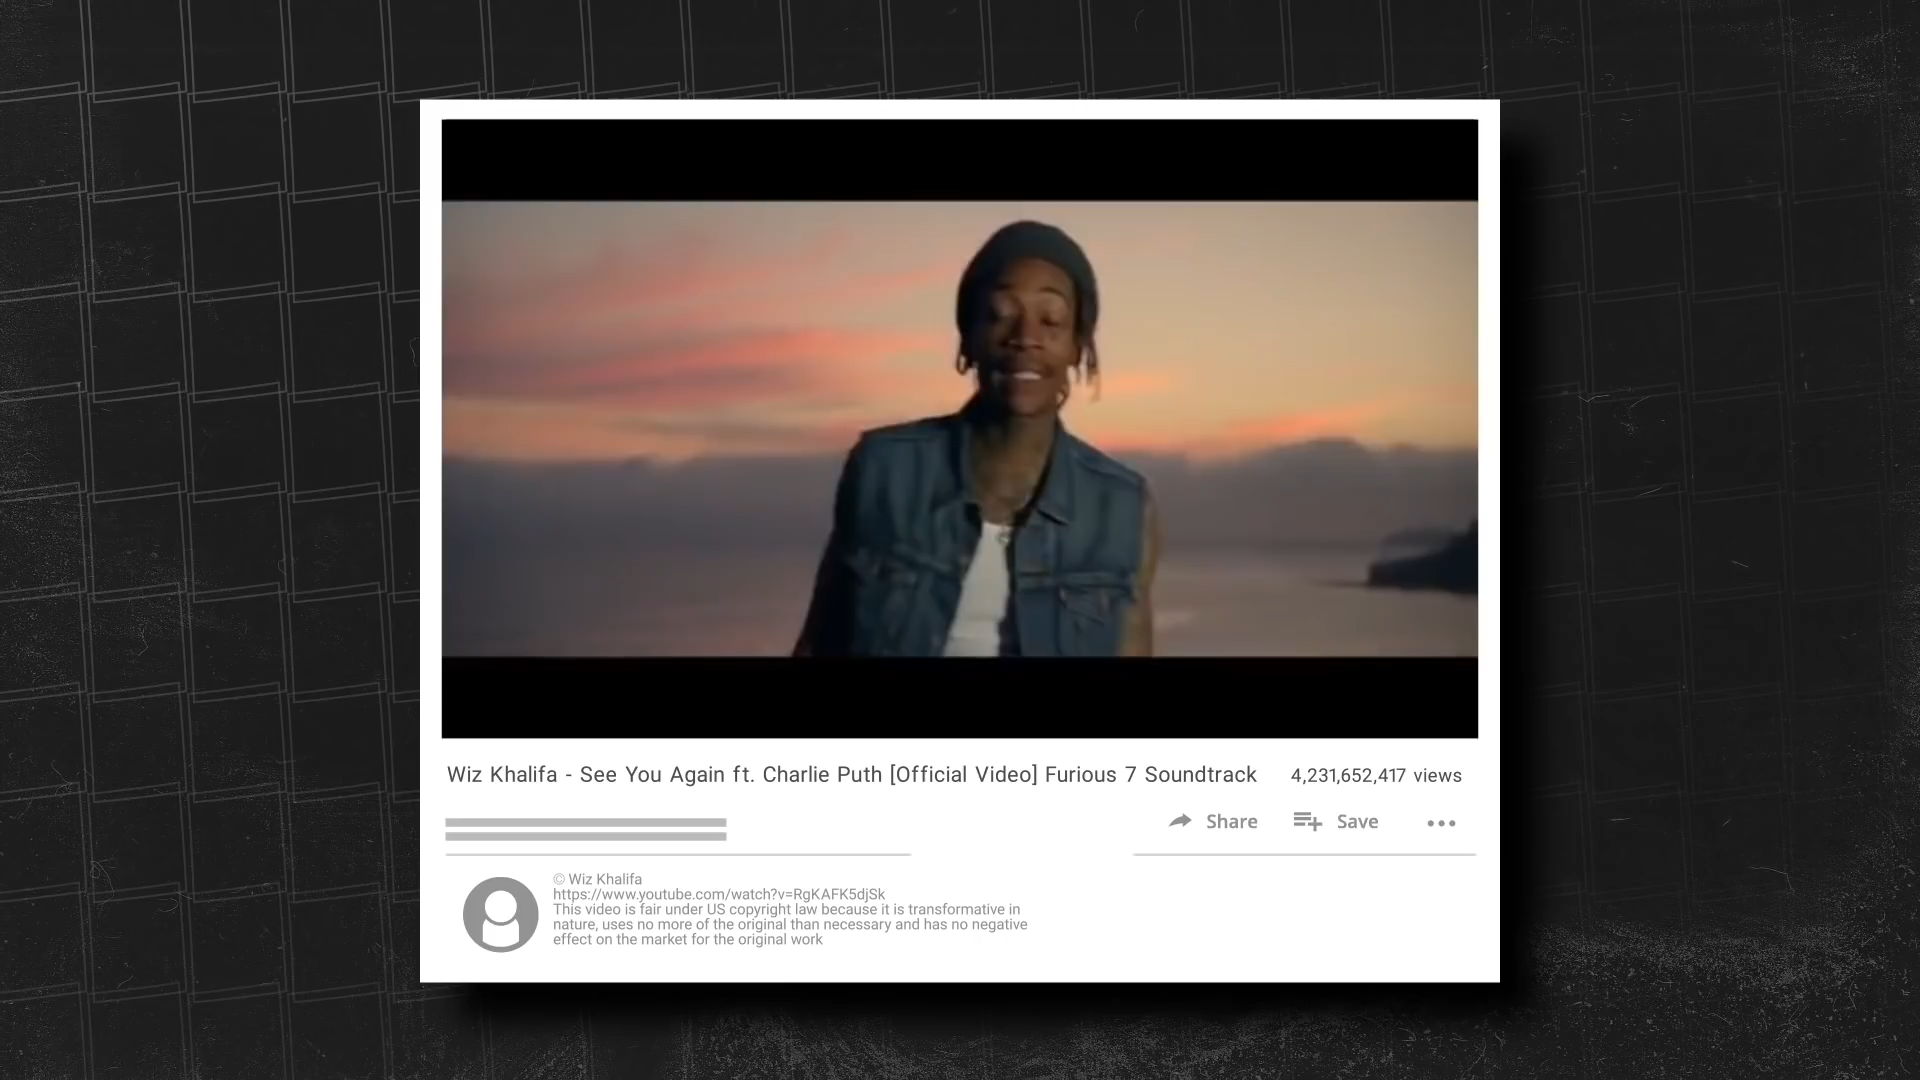 Wiz Khalifa - See You Again ft. Charlie Puth [Official Video] Furious 7 Soundtrack 4,231,652,417 views
Share Save
© Wiz Khalifa
https://www.youtube.com/watch?v=RgKAFK5djSk
This video is fair under US copyright law because it is transformative in
nature, uses no more of the original than necessary and has no negative
effect on the market for the original work